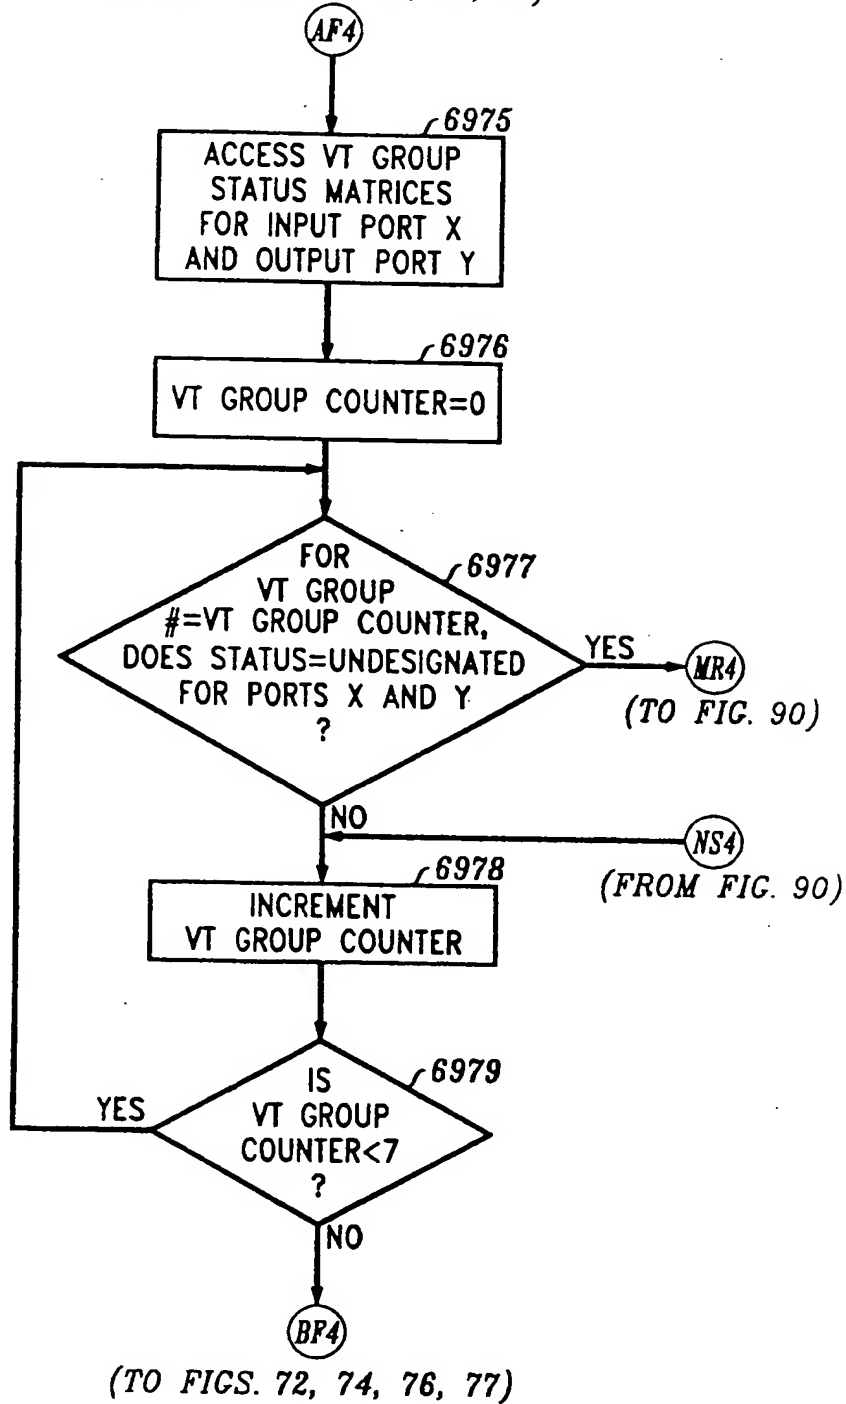 AF4
6975
ACCESS VT GROUP
STATUS MATRICES
FOR INPUT PORT X
AND OUTPUT PORT Y
6976
VT GROUP COUNTER=0
6977
FOR
VT GROUP
#=VT GROUP COUNTER,
DOES STATUS=UNDESIGNATED
FOR PORTS X AND Y
?
YES
MR4
(TO FIG. 90)
NO
NS4
(FROM FIG. 90)
6978
INCREMENT
VT GROUP COUNTER
6979
IS
VT GROUP
COUNTER<7
?
YES
NO
BF4
(TO FIGS. 72, 74, 76, 77)